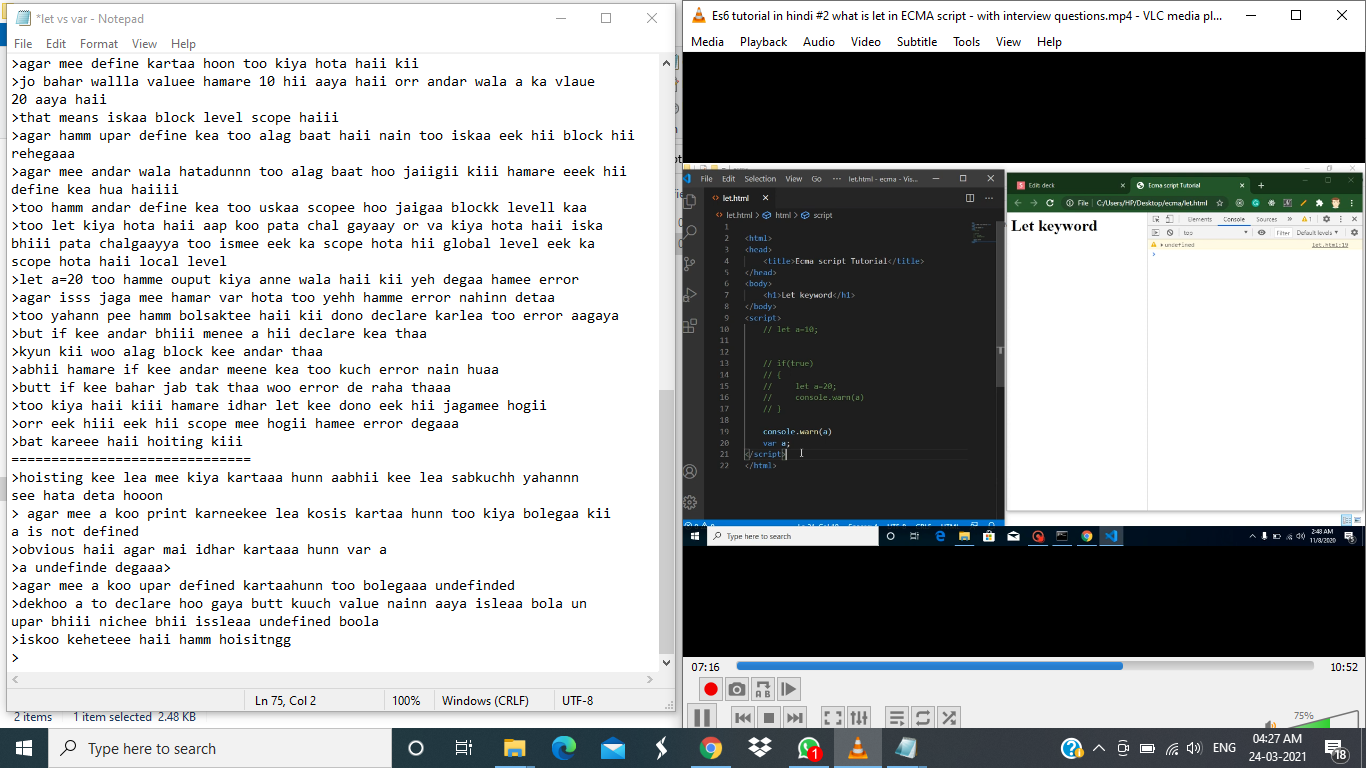 *let vs var - Notepad
File Edit Format View Help
>agar mee define kartaa hoon too kiya hota haii kii
>jo bahar wallla valuee hamare 10 hii aaya haii orr andar wala a ka vlaue
20 aaya haii
>that means iskaa block level scope haiii
>agar hamm upar define kea too alag baat haii nain too iskaa eek hii block hii
rehegaaa
>agar mee andar wala hatadunnn too alag baat hoo jaiigii kiii hamare eeek hii
define kea hua haiiii
>too hamm andar define kea too uskaa scopee hoo jaigaa blockk levell kaa
>too let kiya hota haii aap koo pata chal gayaay or va kiya hota haii iska
bhiii pata chalgaayya too ismee eek ka scope hota hii global level eek ka
scope hota haii local level
>let a=20 too hamme ouput kiya anne wala haii kii yeh degaa hamee error
>agar isss jaga mee hamar var hota too yehh hamme error nahinn detaa
>too yahann pee hamm bolsaktee haii kii dono declare karlea too error aagaya
>but if kee andar bhiii menee a hii declare kea thaa
>kyun kii woo alag block kee andar thaa
>abhii hamare if kee andar meene kea too kuch error nain huaa
>butt if kee bahar jab tak thaa woo error de raha thaaa
>too kiya haii kiii hamare idhar let kee dono eek hii jagamee hogii
>orr eek hiii eek hii scope mee hogii hamee error degaaa
>bat kareee haii hoiting kiii
==============================
>hoisting kee lea mee kiya kartaaa hunn aabhii kee lea sabkuchh yahannn
see hata deta hooon
> agar mee a koo print karneekee lea kosis kartaa hunn too kiya bolegaa kii
a is not defined
>obvious haii agar mai idhar kartaaa hunn var a
>a undefinde degaaa>
>agar mee a koo upar defined kartaahunn too bolegaaa undefinded
>dekhoo a to declare hoo gaya butt kuuch value nainn aaya isleaa bola un
upar bhiii nichee bhii issleaa undefined boola
>iskoo keheteee haii hamm hoisitngg
>
Ln 75, Col 2 100% Windows (CRLF) UTF-8
2 items 1 item selected 2.48 KB
Es6 tutorial in hindi #2 what is let in ECMA script - with interview questions.mp4 - VLC media pl...
Media Playback Audio Video Subtitle Tools View Help
File Edit Selection View Go ... let.html - ecma - Vis...
let.html
let.html > html > script
1
2 <html>
3 <head>
4 <title>Ecma script Tutorial</title>
5 </head>
6 <body>
7 <h1>Let keyword</h1>
8 </body>
9 <script>
10 // let a=10;
11
12
13 // if(true)
14 // {
15 // let a=20;
16 // console.warn(a)
17 // }
18
19 console.warn(a)
20 var a;
21 </script>
22 </html>
Edit deck Ecma script Tutorial
File C:/Users/HP/Desktop/ecma/let.html
Let keyword
Elements Console Sources » 1
top Filter Default levels
undefined let.html:19
Type here to search
2:48 AM
11/8/2020
07:16 10:52
75%
Type here to search
1
ENG
04:27 AM
24-03-2021
18